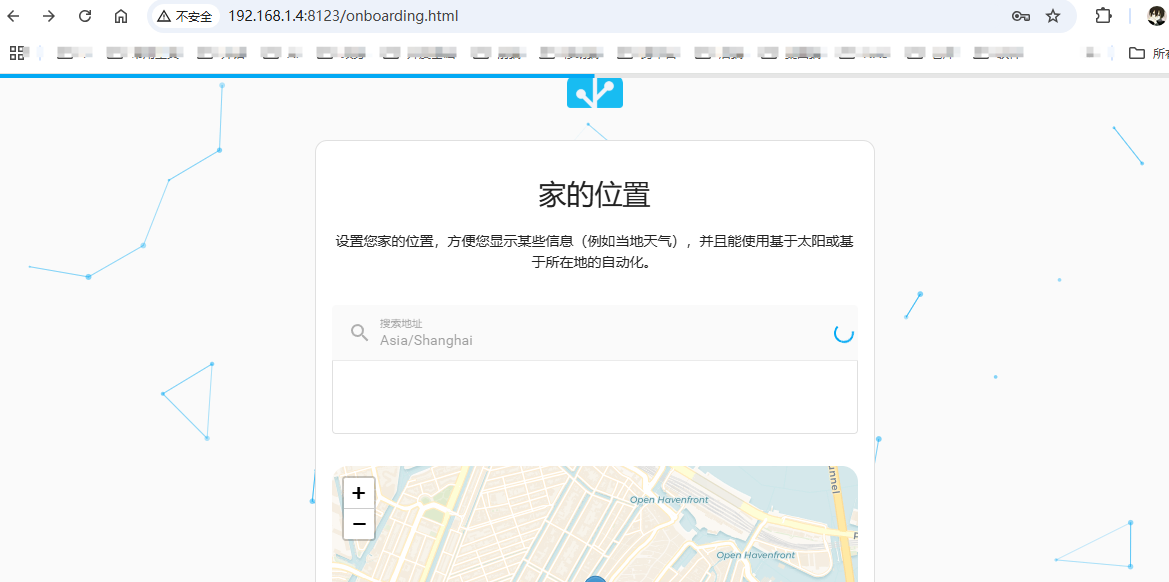 不安全
192.168.1.4:8123/onboarding.html
所有
家的位置
设置您家的位置，方便您显示某些信息（例如当地天气），并且能使用基于太阳或基
于所在地的自动化。
搜索地址
Asia/Shanghai
+
−
Open Havenfront
Open Havenfront